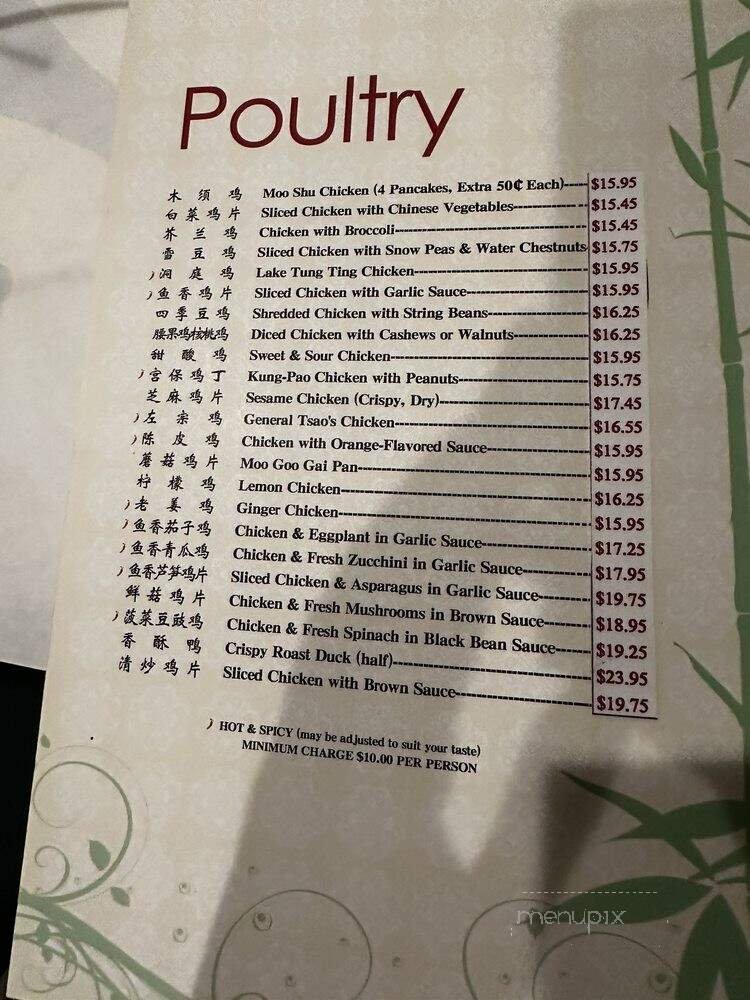 Poultry
木须鸡 Moo Shu Chicken (4 Pancakes, Extra 50¢ Each) $15.95
白菜鸡片 Sliced Chicken with Chinese Vegetables $15.45
芥兰鸡 Chicken with Broccoli $15.45
雪豆鸡 Sliced Chicken with Snow Peas & Water Chestnuts $15.75
洞庭鸡 Lake Tung Ting Chicken $15.95
鱼香鸡片 Sliced Chicken with Garlic Sauce $15.95
四季豆鸡 Shredded Chicken with String Beans $16.25
腰果鸡核桃鸡 Diced Chicken with Cashews or Walnuts $16.25
甜酸鸡 Sweet & Sour Chicken $15.95
宫保鸡丁 Kung-Pao Chicken with Peanuts $15.75
芝麻鸡片 Sesame Chicken (Crispy, Dry) $17.45
左宗鸡 General Tsao's Chicken $16.55
陈皮鸡 Chicken with Orange-Flavored Sauce $15.95
蘑菇鸡片 Moo Goo Gai Pan $15.95
柠檬鸡 Lemon Chicken $16.25
老姜鸡 Ginger Chicken $15.95
鱼香茄子鸡 Chicken & Eggplant in Garlic Sauce $17.25
鱼香青瓜鸡 Chicken & Fresh Zucchini in Garlic Sauce $17.95
鱼香芦笋鸡片 Sliced Chicken & Asparagus in Garlic Sauce $19.75
鲜菇鸡片 Chicken & Fresh Mushrooms in Brown Sauce $18.95
菠菜豆豉鸡 Chicken & Fresh Spinach in Black Bean Sauce $19.25
香酥鸭 Crispy Roast Duck (half) $23.95
清炒鸡片 Sliced Chicken with Brown Sauce $19.75
HOT & SPICY (may be adjusted to suit your taste)
MINIMUM CHARGE $10.00 PER PERSON
menupix